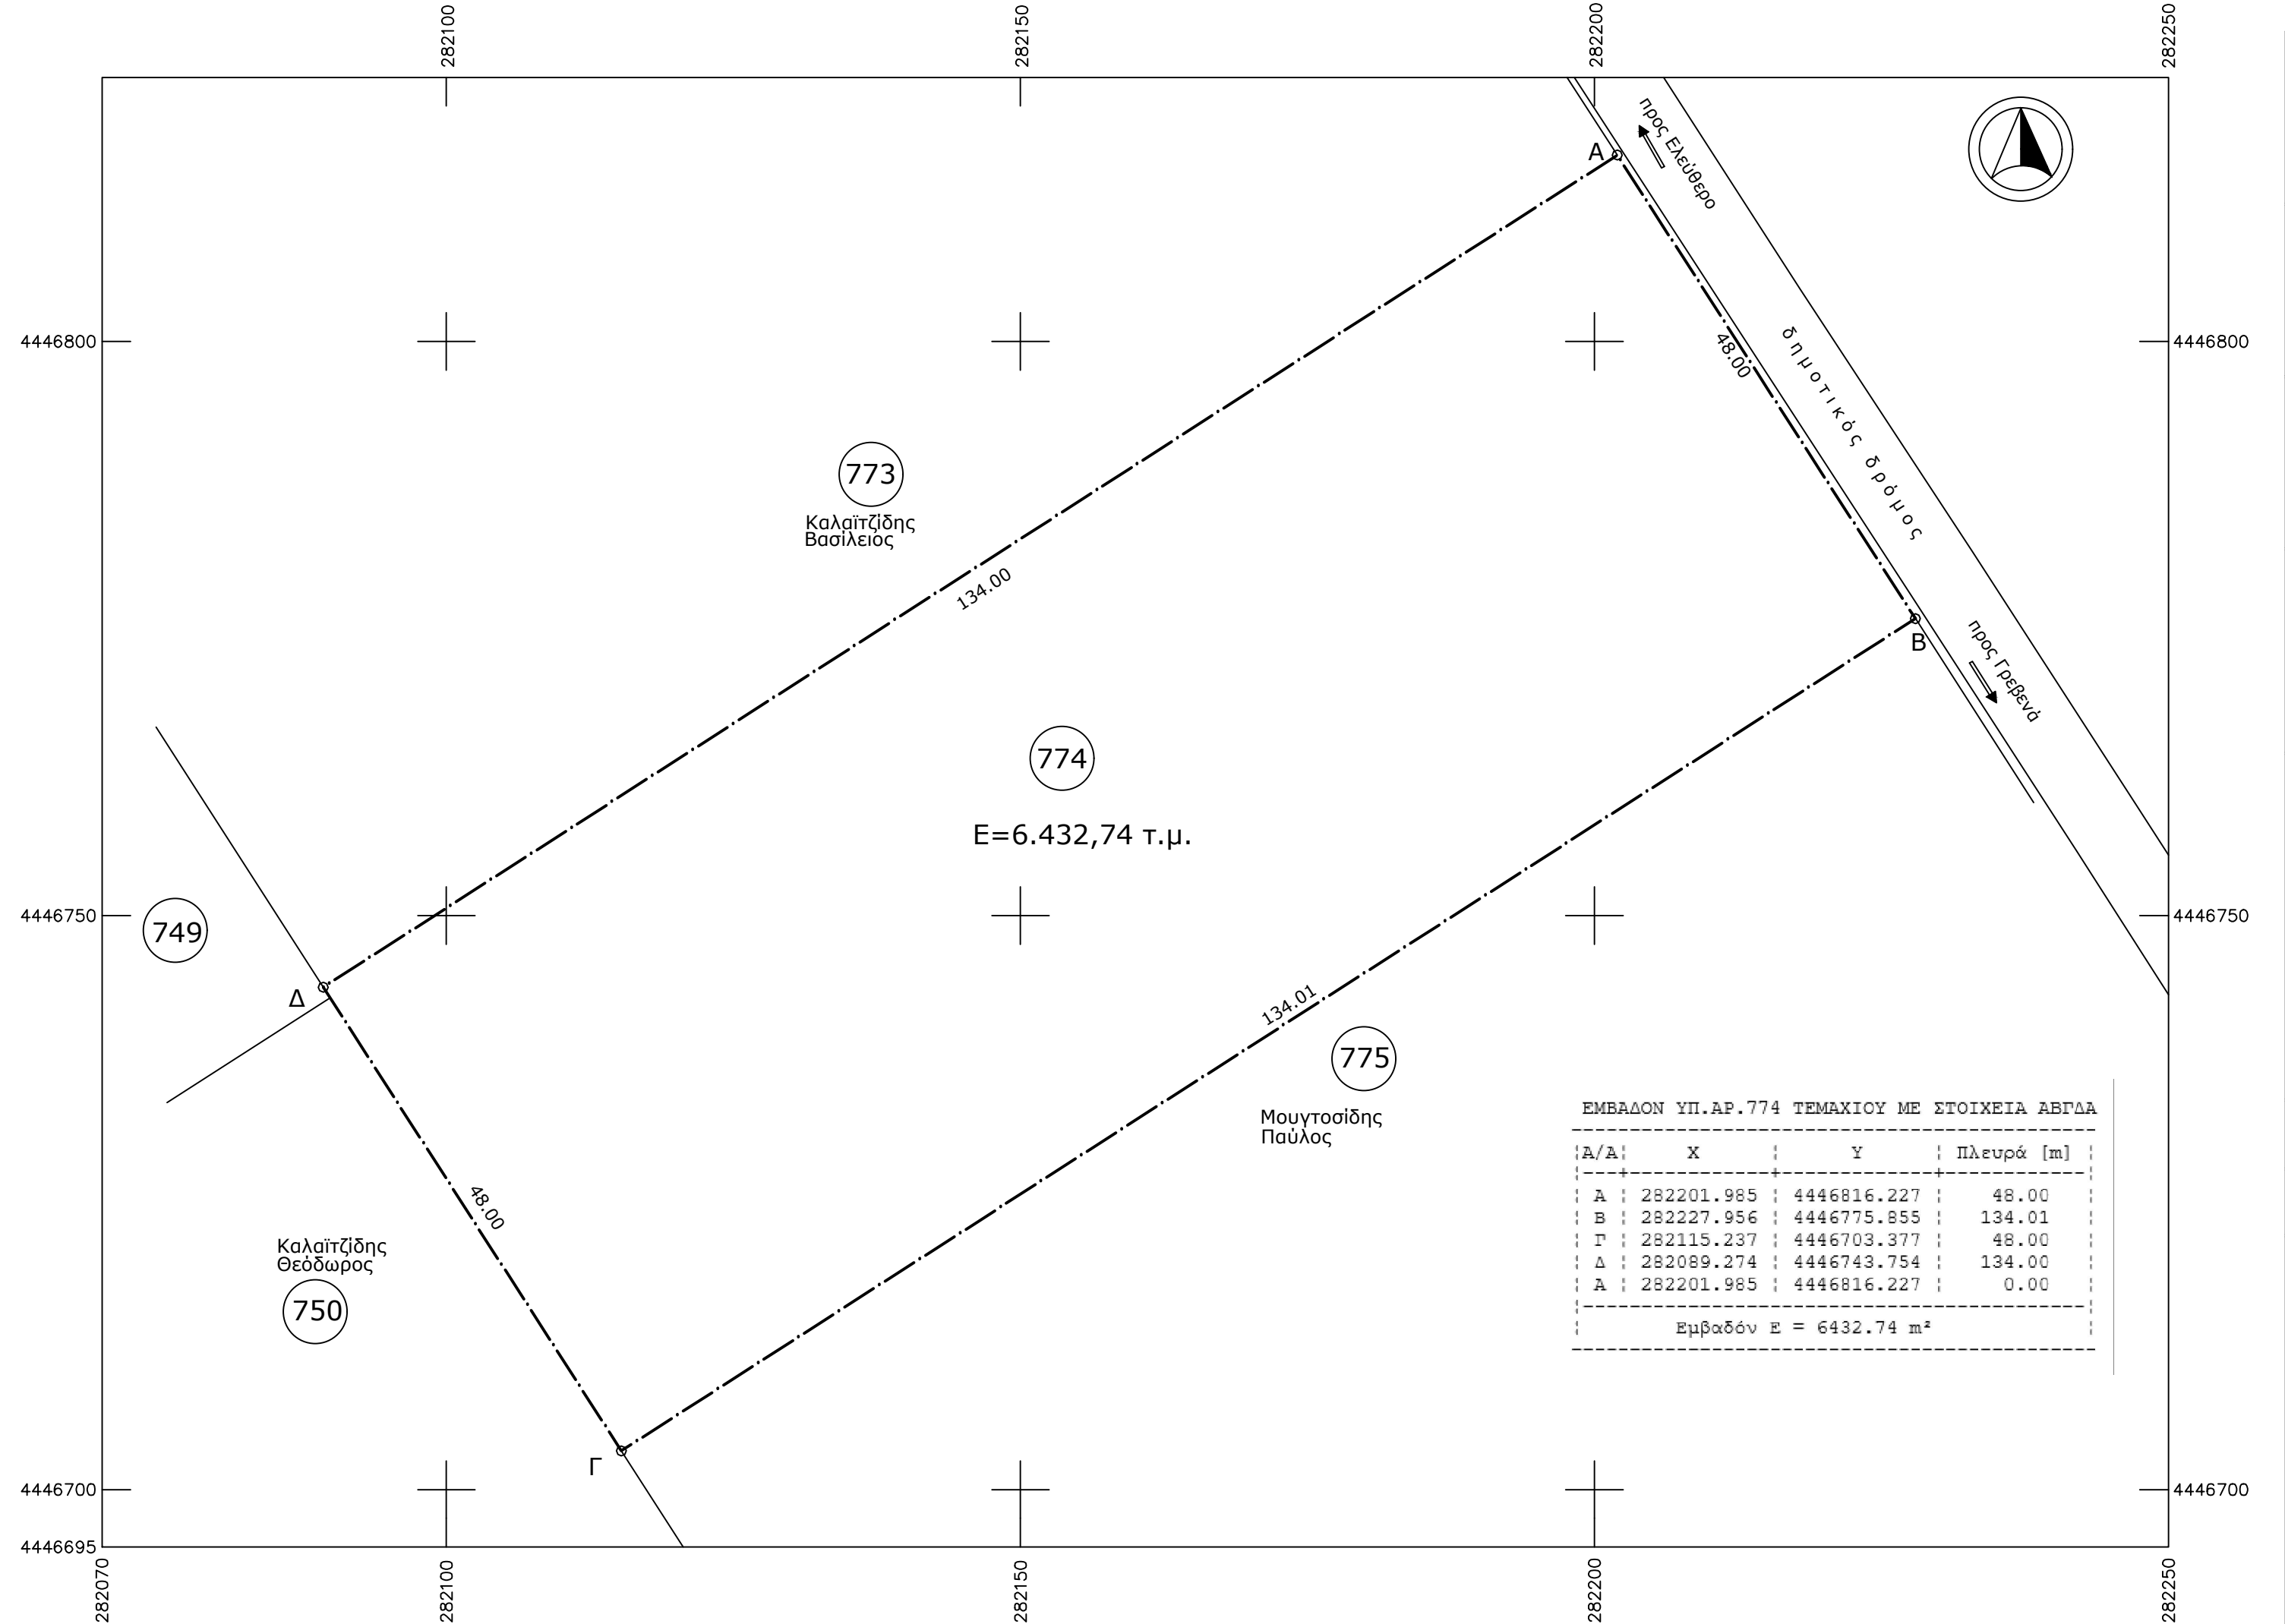 282100
282150
282200
282250
προς Ελεύθερο
Α
4446800
4446800
48.00
δημοτικός δρόμος
773
Καλαϊτζίδης
Βασίλειος
134.00
Β
προς Γρεβενά
774
Ε=6.432,74 τ.μ.
4446750
4446750
749
Δ
134.01
775
Μουγτοσίδης
Παύλος
48.00
Καλαϊτζίδης
Θεόδωρος
750
ΕΜΒΑΔΟΝ ΥΠ.ΑΡ.774 ΤΕΜΑΧΙΟΥ ΜΕ ΣΤΟΙΧΕΙΑ ΑΒΓΔΑ
Α/Α Χ Υ Πλευρά [m]
Α 282201.985 4446816.227 48.00
Β 282227.956 4446775.855 134.01
Γ 282115.237 4446703.377 48.00
Δ 282089.274 4446743.754 134.00
Α 282201.985 4446816.227 0.00
Εμβαδόν Ε = 6432.74 m²
Γ
4446700
4446700
4446695
282070
282100
282150
282200
282250